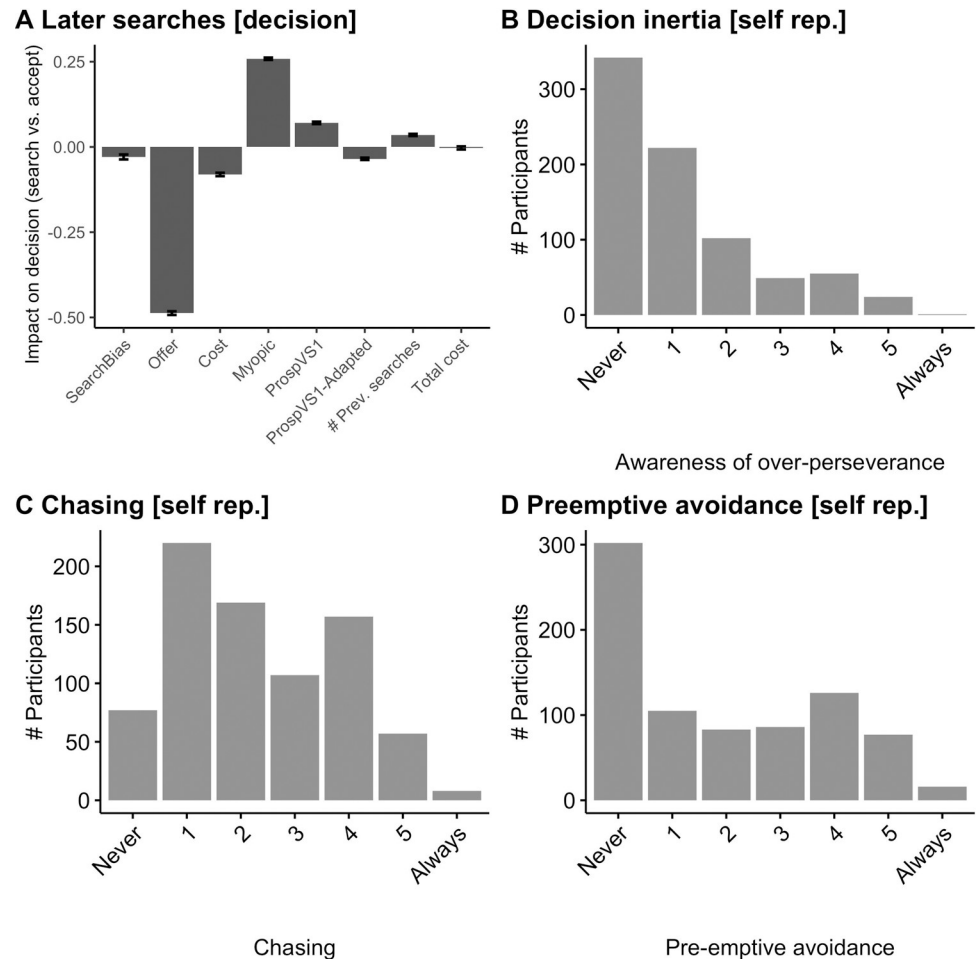 A Later searches [decision]
Impact on decision (search vs. accept)
0.25
0.00
-0.25
-0.50
SearchBias
Offer
Cost
Myopic
ProspVS1
ProspVS1-Adapted
# Prev. searches
Total cost
B Decision inertia [self rep.]
# Participants
300
200
100
0
Never
1
2
3
4
5
Always
Awareness of over-perseverance
C Chasing [self rep.]
# Participants
200
150
100
50
0
Never
1
2
3
4
5
Always
Chasing
D Preemptive avoidance [self rep.]
# Participants
300
200
100
0
Never
1
2
3
4
5
Always
Pre-emptive avoidance